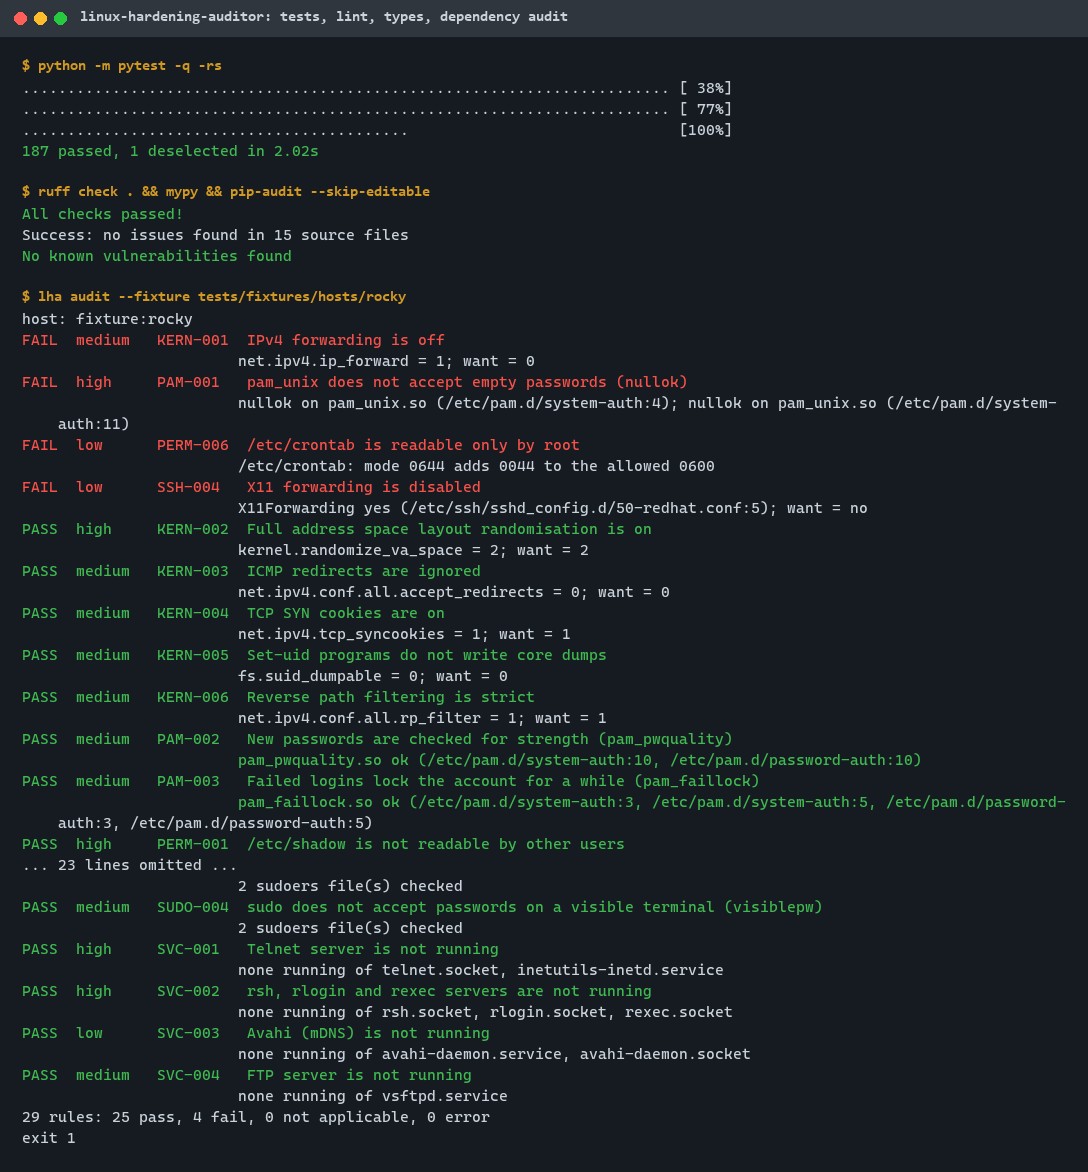 linux-hardening-auditor: tests, lint, types, dependency audit
$ python -m pytest -q -rs
........................................................................ [ 38%]
........................................................................ [ 77%]
...........................................                              [100%]
187 passed, 1 deselected in 2.02s
$ ruff check . && mypy && pip-audit --skip-editable
All checks passed!
Success: no issues found in 15 source files
No known vulnerabilities found
$ lha audit --fixture tests/fixtures/hosts/rocky
host: fixture:rocky
FAIL  medium   KERN-001  IPv4 forwarding is off
net.ipv4.ip_forward = 1; want = 0
FAIL  high     PAM-001   pam_unix does not accept empty passwords (nullok)
nullok on pam_unix.so (/etc/pam.d/system-auth:4); nullok on pam_unix.so (/etc/pam.d/system-
auth:11)
FAIL  low      PERM-006  /etc/crontab is readable only by root
/etc/crontab: mode 0644 adds 0044 to the allowed 0600
FAIL  low      SSH-004   X11 forwarding is disabled
X11Forwarding yes (/etc/ssh/sshd_config.d/50-redhat.conf:5); want = no
PASS  high     KERN-002  Full address space layout randomisation is on
kernel.randomize_va_space = 2; want = 2
PASS  medium   KERN-003  ICMP redirects are ignored
net.ipv4.conf.all.accept_redirects = 0; want = 0
PASS  medium   KERN-004  TCP SYN cookies are on
net.ipv4.tcp_syncookies = 1; want = 1
PASS  medium   KERN-005  Set-uid programs do not write core dumps
fs.suid_dumpable = 0; want = 0
PASS  medium   KERN-006  Reverse path filtering is strict
net.ipv4.conf.all.rp_filter = 1; want = 1
PASS  medium   PAM-002   New passwords are checked for strength (pam_pwquality)
pam_pwquality.so ok (/etc/pam.d/system-auth:10, /etc/pam.d/password-auth:10)
PASS  medium   PAM-003   Failed logins lock the account for a while (pam_faillock)
pam_faillock.so ok (/etc/pam.d/system-auth:3, /etc/pam.d/system-auth:5, /etc/pam.d/password-
auth:3, /etc/pam.d/password-auth:5)
PASS  high     PERM-001  /etc/shadow is not readable by other users
... 23 lines omitted ...
2 sudoers file(s) checked
PASS  medium   SUDO-004  sudo does not accept passwords on a visible terminal (visiblepw)
2 sudoers file(s) checked
PASS  high     SVC-001   Telnet server is not running
none running of telnet.socket, inetutils-inetd.service
PASS  high     SVC-002   rsh, rlogin and rexec servers are not running
none running of rsh.socket, rlogin.socket, rexec.socket
PASS  low      SVC-003   Avahi (mDNS) is not running
none running of avahi-daemon.service, avahi-daemon.socket
PASS  medium   SVC-004   FTP server is not running
none running of vsftpd.service
29 rules: 25 pass, 4 fail, 0 not applicable, 0 error
exit 1